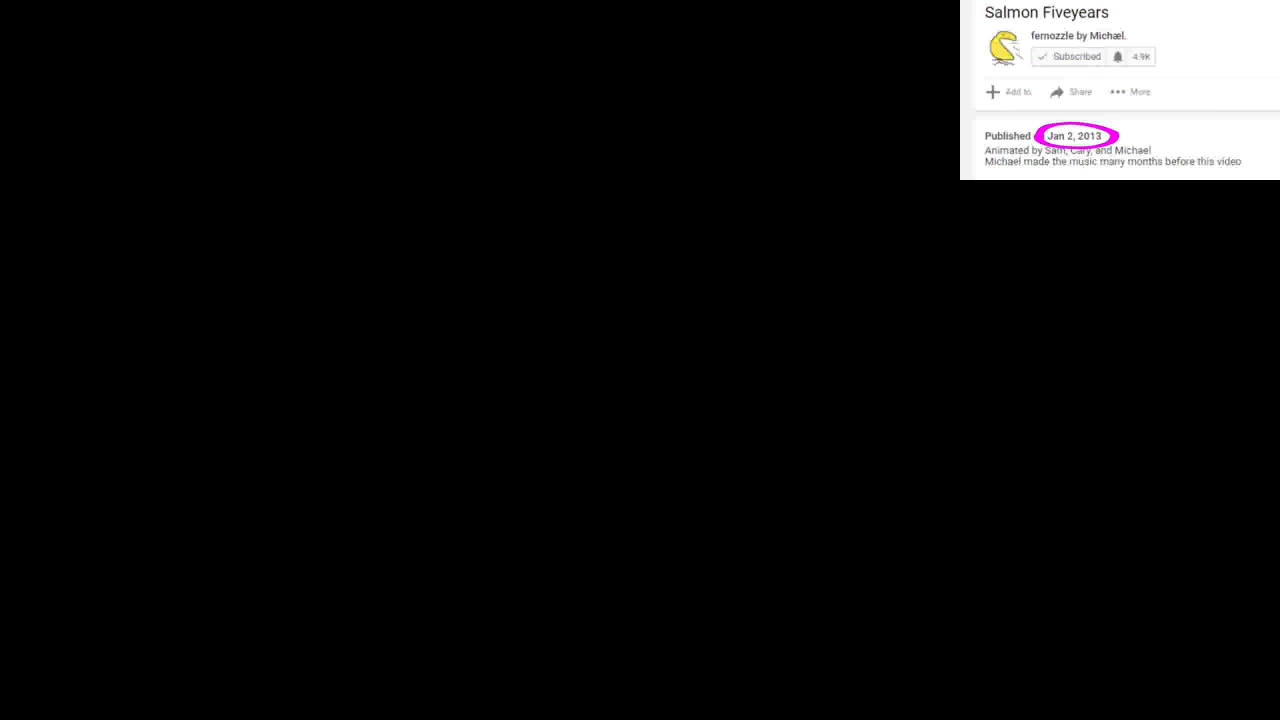 Salmon Fiveyears
fernozzle by Michæl.
Subscribed 4.9K
Add to Share More
Published Jan 2, 2013
Animated by Sam, Cary, and Michael
Michael made the music many months before this video